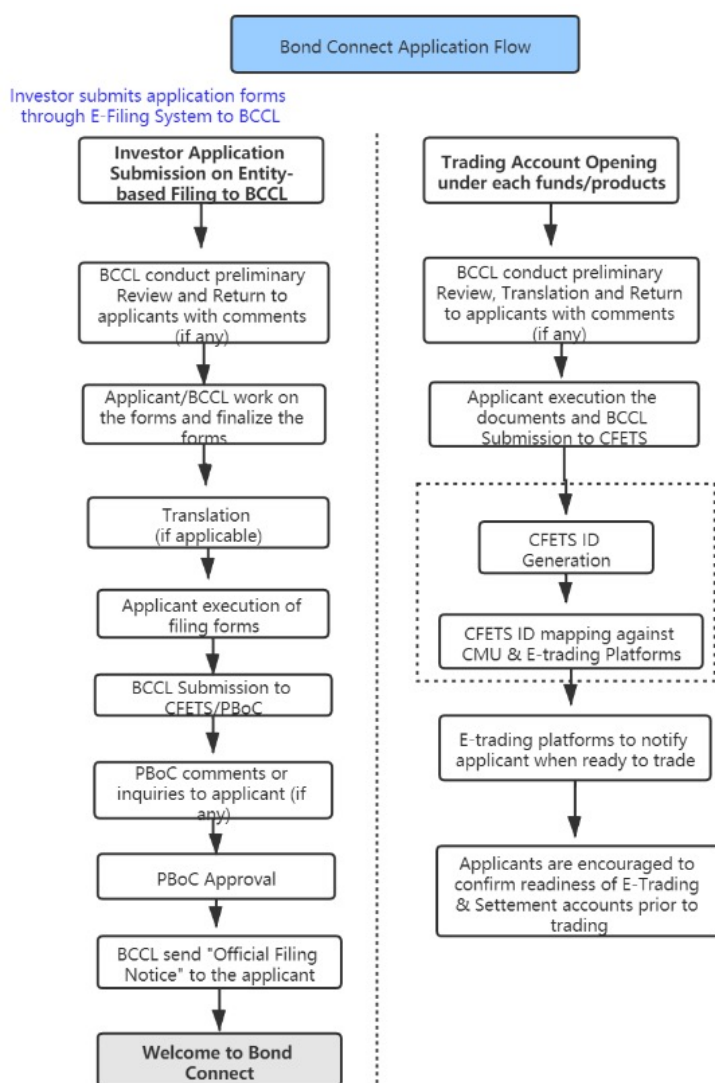 Bond Connect Application Flow
Investor submits application forms
through E-Filing System to BCCL
Investor Application
Submission on Entity-
based Filing to BCCL
BCCL conduct preliminary
Review and Return to
applicants with comments
(if any)
Applicant/BCCL work on
the forms and finalize the
forms
Translation
(if applicable)
Applicant execution of
filing forms
BCCL Submission to
CFETS/PBoC
PBoC comments or
inquiries to applicant (if
any)
PBoC Approval
BCCL send "Official Filing
Notice" to the applicant
Welcome to Bond
Connect
Trading Account Opening
under each funds/products
BCCL conduct preliminary
Review, Translation and Return
to applicants with comments
(if any)
Applicant execution the
documents and BCCL
Submission to CFETS
CFETS ID
Generation
CFETS ID mapping against
CMU & E-trading Platforms
E-trading platforms to notify
applicant when ready to trade
Applicants are encouraged to
confirm readiness of E-Trading
& Settement accounts prior to
trading